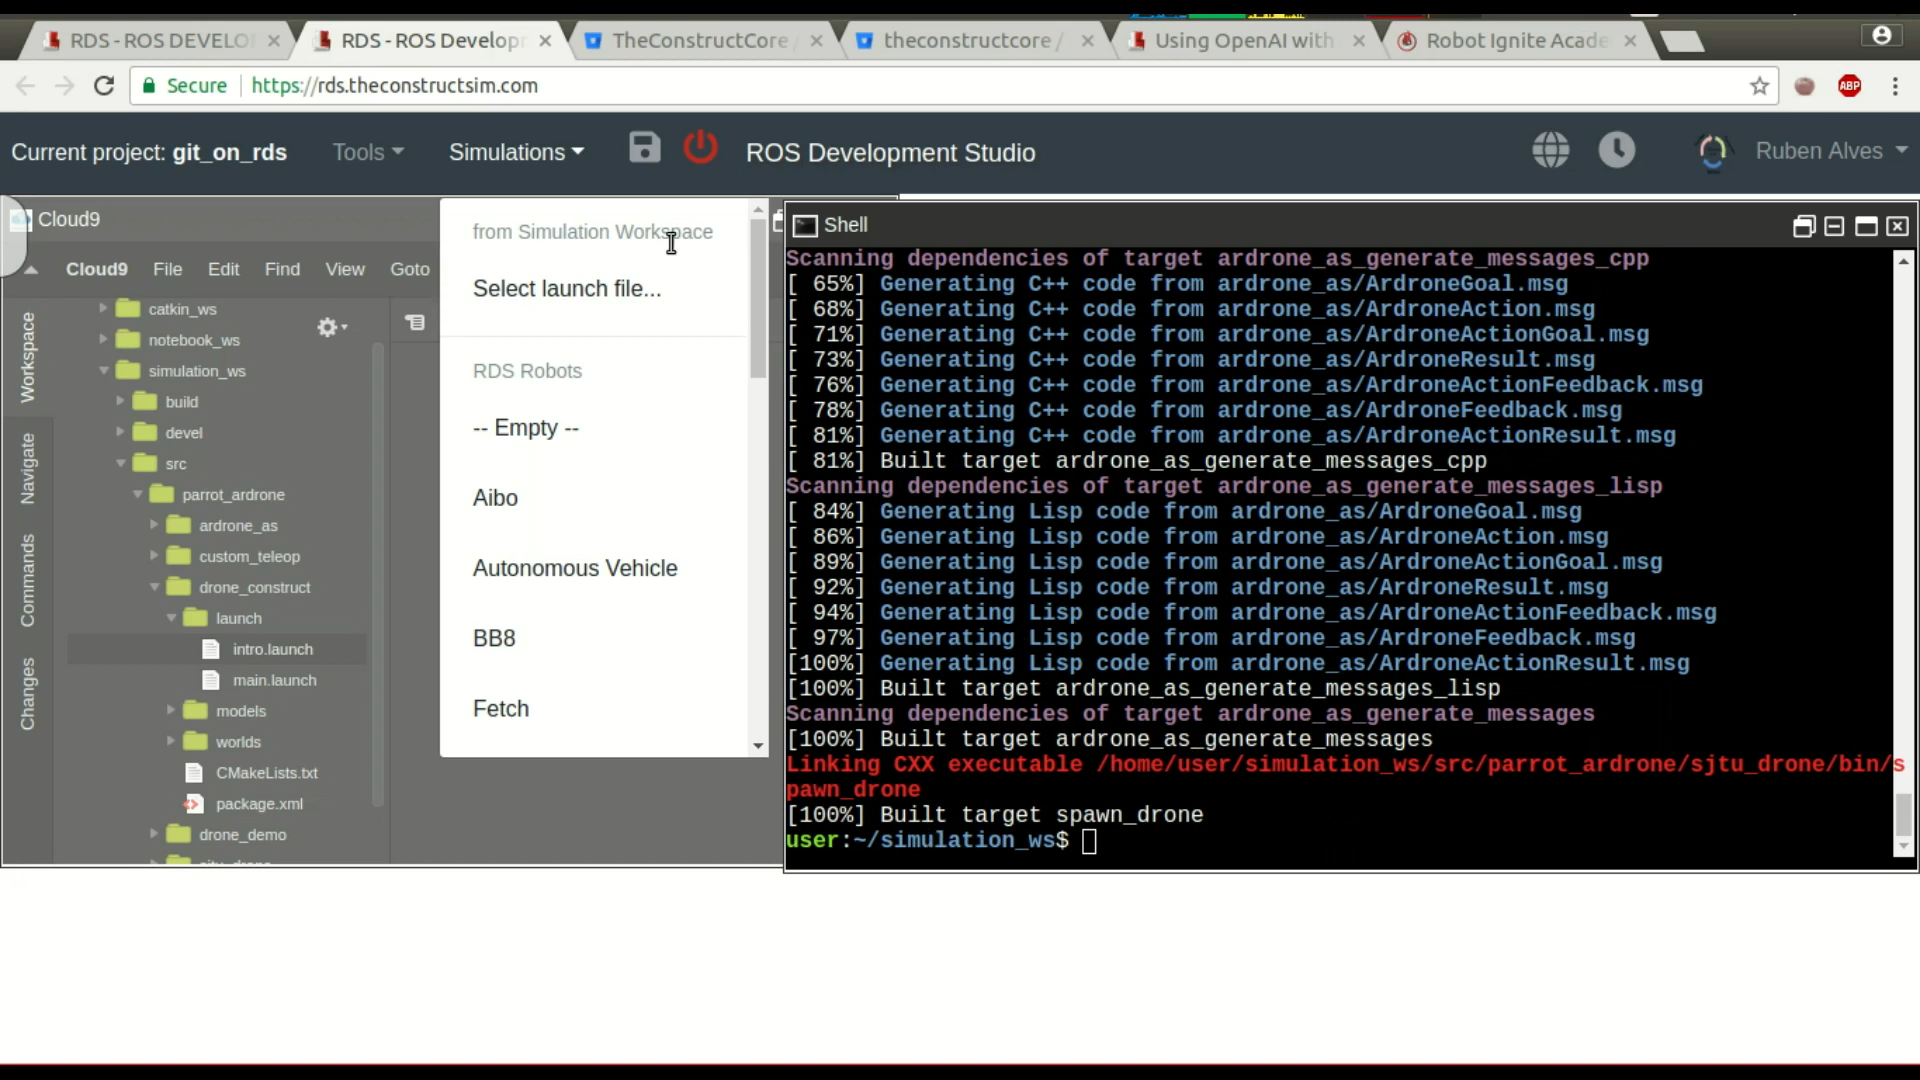 RDS - ROS DEVELO
RDS - ROS Develop
TheConstructCore
theconstructcore /
Using OpenAI with
Robot Ignite Acade
Secure
https://rds.theconstructsim.com
ABP
Current project: git_on_rds
Tools
Simulations
ROS Development Studio
Ruben Alves
Cloud9
Cloud9 File Edit Find View Goto
Workspace
Navigate
Commands
Changes
catkin_ws
notebook_ws
simulation_ws
build
devel
src
parrot_ardrone
ardrone_as
custom_teleop
drone_construct
launch
intro.launch
main.launch
models
worlds
CMakeLists.txt
package.xml
drone_demo
from Simulation Workspace
Select launch file...
RDS Robots
-- Empty --
Aibo
Autonomous Vehicle
BB8
Fetch
Shell
Scanning dependencies of target ardrone_as_generate_messages_cpp
[ 65%] Generating C++ code from ardrone_as/ArdroneGoal.msg
[ 68%] Generating C++ code from ardrone_as/ArdroneAction.msg
[ 71%] Generating C++ code from ardrone_as/ArdroneActionGoal.msg
[ 73%] Generating C++ code from ardrone_as/ArdroneResult.msg
[ 76%] Generating C++ code from ardrone_as/ArdroneActionFeedback.msg
[ 78%] Generating C++ code from ardrone_as/ArdroneFeedback.msg
[ 81%] Generating C++ code from ardrone_as/ArdroneActionResult.msg
[ 81%] Built target ardrone_as_generate_messages_cpp
Scanning dependencies of target ardrone_as_generate_messages_lisp
[ 84%] Generating Lisp code from ardrone_as/ArdroneGoal.msg
[ 86%] Generating Lisp code from ardrone_as/ArdroneAction.msg
[ 89%] Generating Lisp code from ardrone_as/ArdroneActionGoal.msg
[ 92%] Generating Lisp code from ardrone_as/ArdroneResult.msg
[ 94%] Generating Lisp code from ardrone_as/ArdroneActionFeedback.msg
[ 97%] Generating Lisp code from ardrone_as/ArdroneFeedback.msg
[100%] Generating Lisp code from ardrone_as/ArdroneActionResult.msg
[100%] Built target ardrone_as_generate_messages_lisp
Scanning dependencies of target ardrone_as_generate_messages
[100%] Built target ardrone_as_generate_messages
Linking CXX executable /home/user/simulation_ws/src/parrot_ardrone/sjtu_drone/bin/s
pawn_drone
[100%] Built target spawn_drone
user:~/simulation_ws$